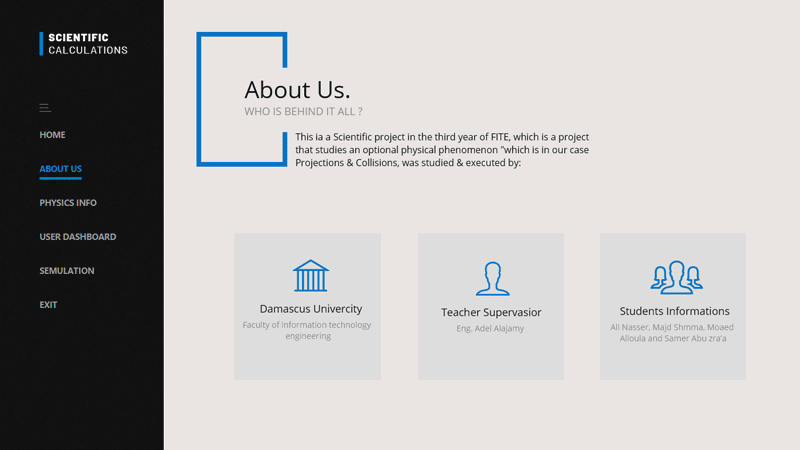 SCIENTIFIC
CALCULATIONS
HOME
ABOUT US
PHYSICS INFO
USER DASHBOARD
SEMULATION
EXIT
About Us.
WHO IS BEHIND IT ALL ?
This ia a Scientific project in the third year of FITE, which is a project
that studies an optional physical phenomenon "which is in our case
Projections & Collisions, was studied & executed by:
Damascus Univercity
Faculty of information technology
engineering
Teacher Supervasior
Eng. Adel Alajamy
Students Informations
Ali Nasser, Majd Shmma, Moaed
Alloula and Samer Abu zra'a